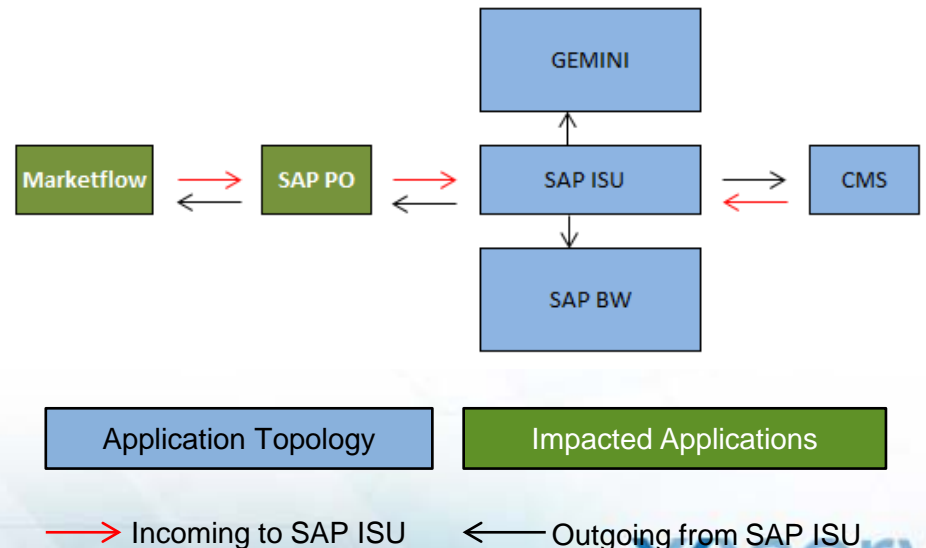 GEMINI
Marketflow
SAP PO
SAP ISU
CMS
SAP BW
Application Topology
Impacted Applications
Incoming to SAP ISU
Outgoing from SAP ISU